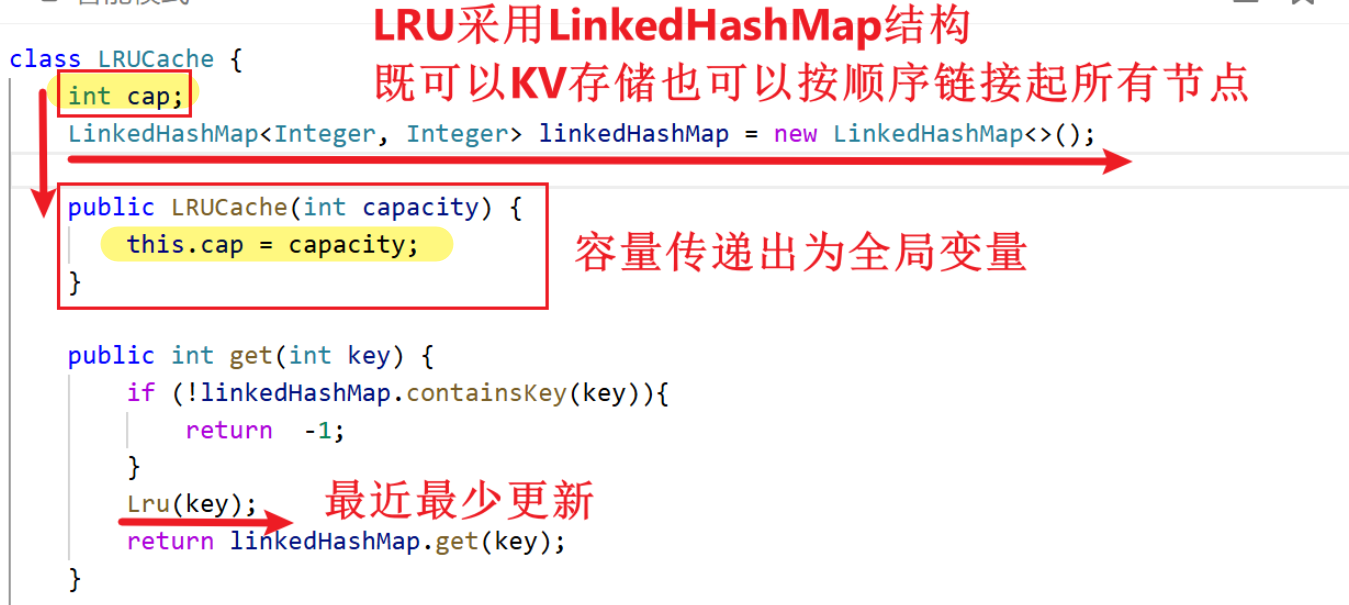 LRU采用LinkedHashMap结构
class LRUCache {
既可以KV存储也可以按顺序链接起所有节点
int cap;
LinkedHashMap<Integer, Integer> linkedHashMap = new LinkedHashMap<>();
public LRUCache(int capacity) {
this.cap = capacity;
容量传递出为全局变量
}
public int get(int key) {
if (!linkedHashMap.containsKey(key)){
return  -1;
}
Lru(key);
最近最少更新
return linkedHashMap.get(key);
}